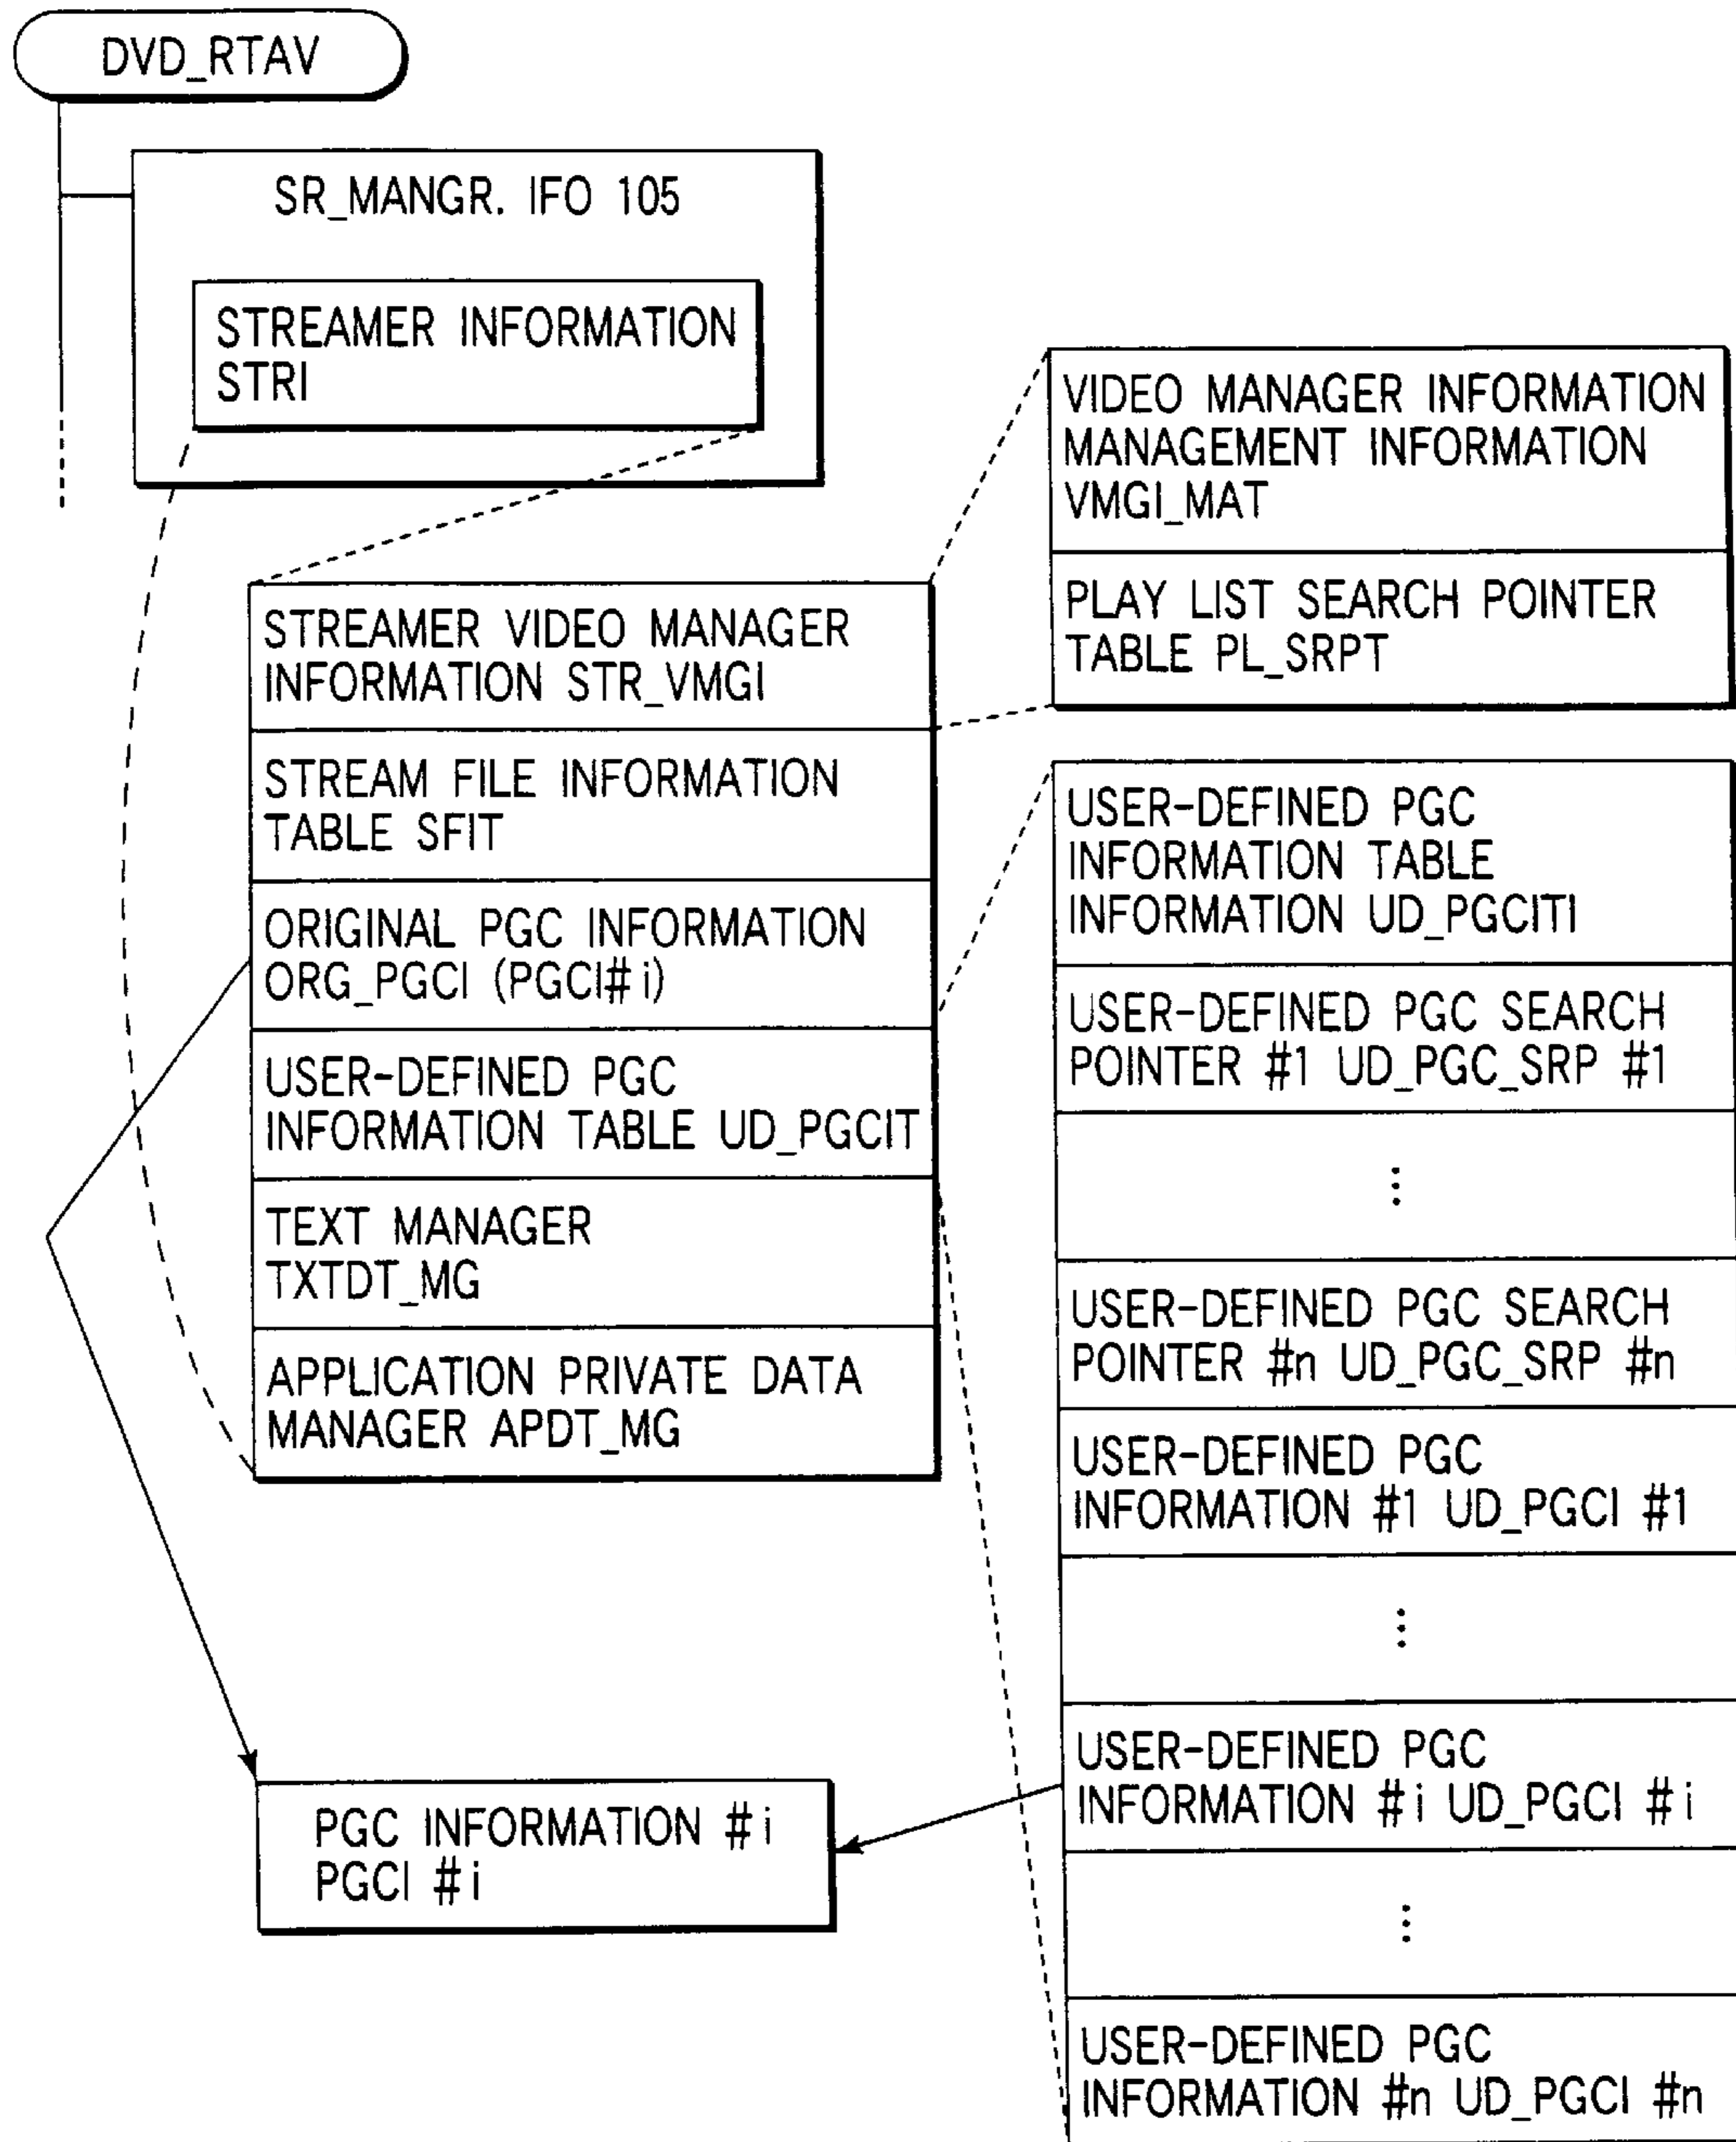 DVD_RTAV
SR_MANGR. IFO 105
STREAMER INFORMATION
STRI
STREAMER VIDEO MANAGER
INFORMATION STR_VMGI
STREAM FILE INFORMATION
TABLE SFIT
ORIGINAL PGC INFORMATION
ORG_PGCI (PGCI#i)
USER-DEFINED PGC
INFORMATION TABLE UD_PGCIT
TEXT MANAGER
TXTDT_MG
APPLICATION PRIVATE DATA
MANAGER APDT_MG
VIDEO MANAGER INFORMATION
MANAGEMENT INFORMATION
VMGI_MAT
PLAY LIST SEARCH POINTER
TABLE PL_SRPT
USER-DEFINED PGC
INFORMATION TABLE
INFORMATION UD_PGCITI
USER-DEFINED PGC SEARCH
POINTER #1 UD_PGC_SRP #1
⋮
USER-DEFINED PGC SEARCH
POINTER #n UD_PGC_SRP #n
USER-DEFINED PGC
INFORMATION #1 UD_PGCI #1
⋮
USER-DEFINED PGC
INFORMATION #i UD_PGCI #i
⋮
USER-DEFINED PGC
INFORMATION #n UD_PGCI #n
PGC INFORMATION #i
PGCI #i